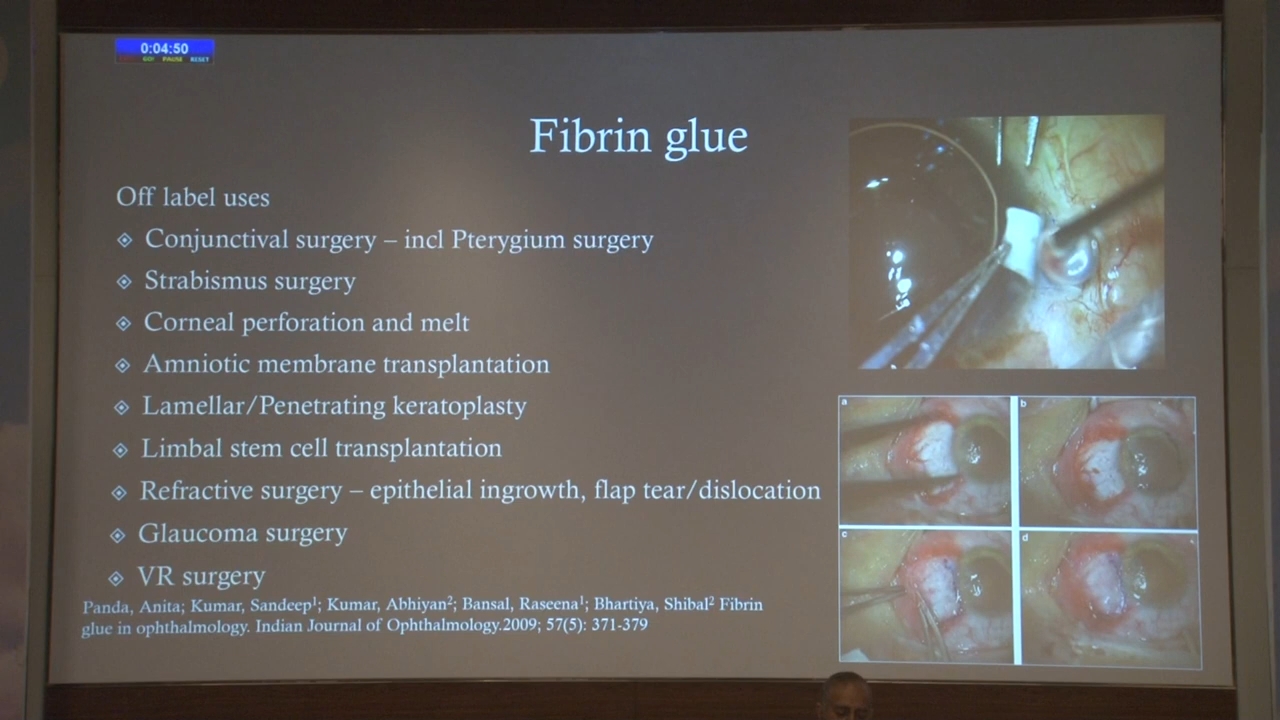 0:04:50
GO! PAUSE RESET
Fibrin glue
Off label uses
Conjunctival surgery – incl Pterygium surgery
Strabismus surgery
Corneal perforation and melt
Amniotic membrane transplantation
Lamellar/Penetrating keratoplasty
Limbal stem cell transplantation
Refractive surgery – epithelial ingrowth, flap tear/dislocation
Glaucoma surgery
VR surgery
Panda, Anita; Kumar, Sandeep¹; Kumar, Abhiyan²; Bansal, Raseena¹; Bhartiya, Shibal² Fibrin
glue in ophthalmology. Indian Journal of Ophthalmology.2009; 57(5): 371-379
a
b
c
d